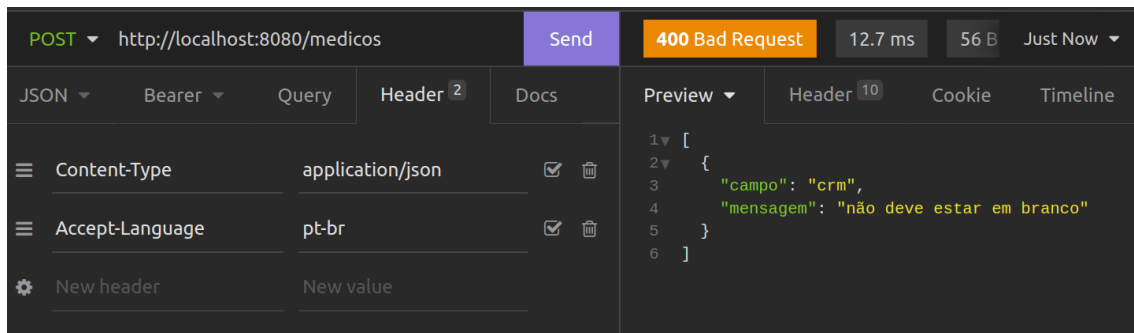 POST http://localhost:8080/medicos Send
JSON Bearer Query Header 2 Docs
Content-Type application/json
Accept-Language pt-br
New header New value
400 Bad Request 12.7 ms 56 B Just Now
Preview Header 10 Cookie Timeline
1 [
2 {
3 "campo": "crm",
4 "mensagem": "não deve estar em branco"
5 }
6 ]